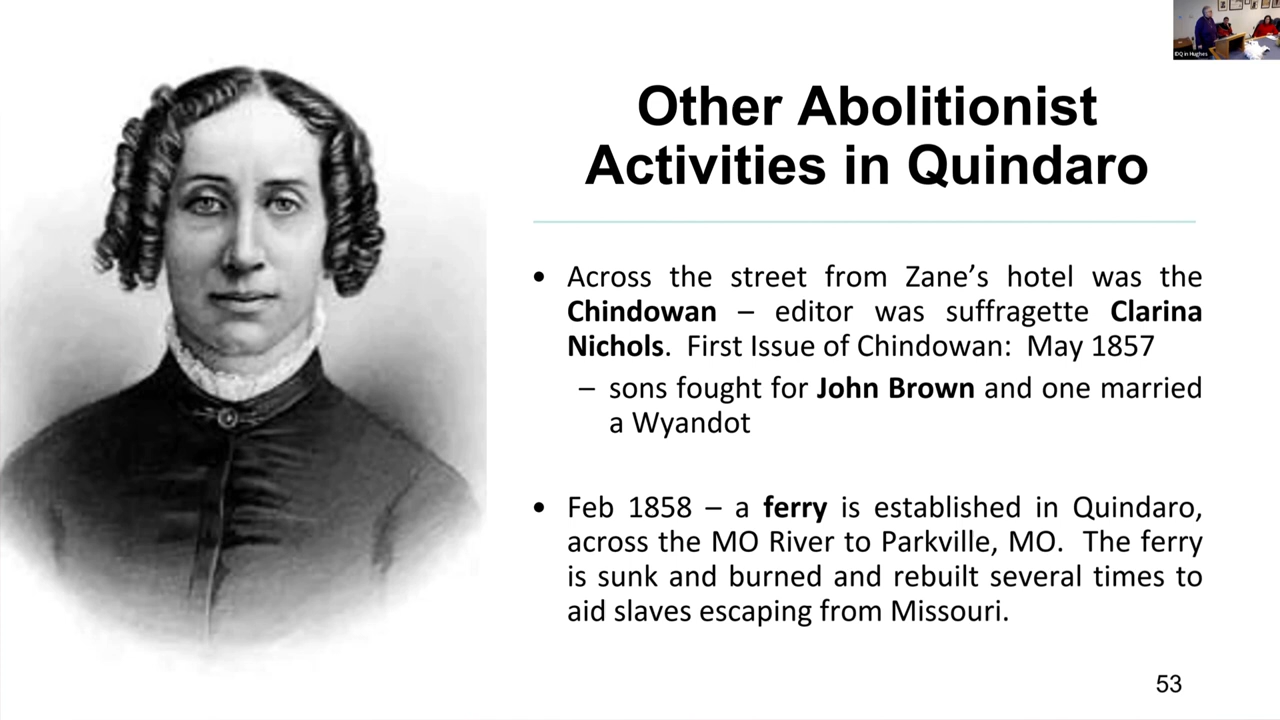 Other Abolitionist
Activities in Quindaro
• Across the street from Zane’s hotel was the
Chindowan – editor was suffragette Clarina
Nichols. First Issue of Chindowan: May 1857
– sons fought for John Brown and one married
a Wyandot
• Feb 1858 – a ferry is established in Quindaro,
across the MO River to Parkville, MO. The ferry
is sunk and burned and rebuilt several times to
aid slaves escaping from Missouri.
53
in Hughes